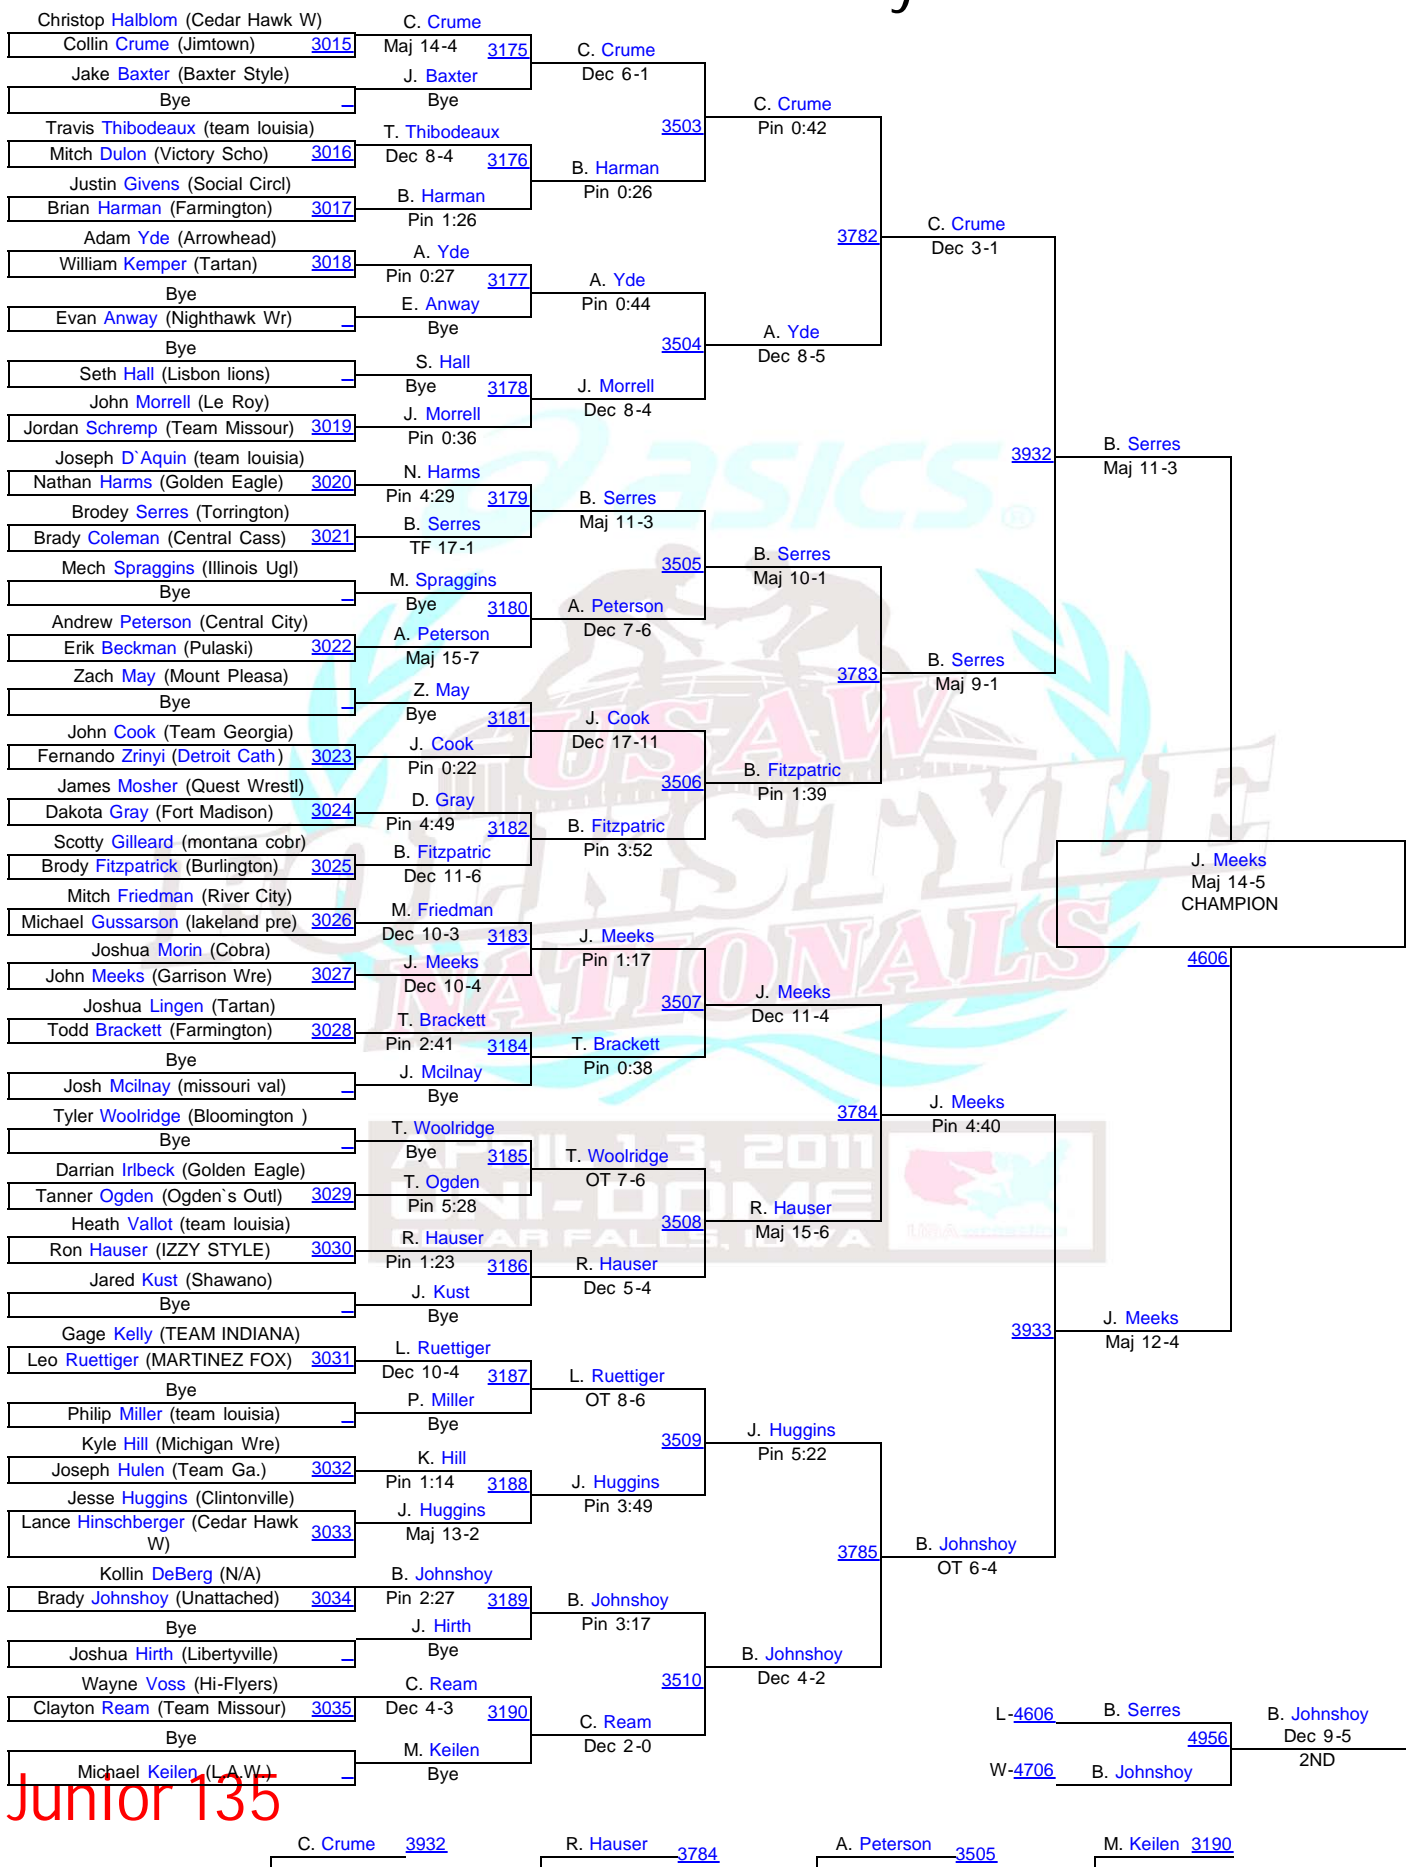 Christop Halblom (Cedar Hawk W)
Collin Crume (Jimtown) 3015
Jake Baxter (Baxter Style)
Bye
Travis Thibodeaux (team louisia)
Mitch Dulon (Victory Scho) 3016
Justin Givens (Social Circl)
Brian Harman (Farmington) 3017
Adam Yde (Arrowhead)
William Kemper (Tartan) 3018
Bye
Evan Anway (Nighthawk Wr)
Bye
Seth Hall (Lisbon lions)
John Morrell (Le Roy)
Jordan Schremp (Team Missour) 3019
Joseph D`Aquin (team louisia)
Nathan Harms (Golden Eagle) 3020
Brodey Serres (Torrington)
Brady Coleman (Central Cass) 3021
Mech Spraggins (Illinois Ugl)
Bye
Andrew Peterson (Central City)
Erik Beckman (Pulaski) 3022
Zach May (Mount Pleasa)
Bye
John Cook (Team Georgia)
Fernando Zrinyi (Detroit Cath) 3023
James Mosher (Quest Wrestl)
Dakota Gray (Fort Madison) 3024
Scotty Gilleard (montana cobr)
Brody Fitzpatrick (Burlington) 3025
Mitch Friedman (River City)
Michael Gussarson (lakeland pre) 3026
Joshua Morin (Cobra)
John Meeks (Garrison Wre) 3027
Joshua Lingen (Tartan)
Todd Brackett (Farmington) 3028
Bye
Josh Mcilnay (missouri val)
Tyler Woolridge (Bloomington )
Bye
Darrian Irlbeck (Golden Eagle)
Tanner Ogden (Ogden`s Outl) 3029
Heath Vallot (team louisia)
Ron Hauser (IZZY STYLE) 3030
Jared Kust (Shawano)
Bye
Gage Kelly (TEAM INDIANA)
Leo Ruettiger (MARTINEZ FOX) 3031
Bye
Philip Miller (team louisia)
Kyle Hill (Michigan Wre)
Joseph Hulen (Team Ga.) 3032
Jesse Huggins (Clintonville)
Lance Hinschberger (Cedar Hawk
W) 3033
Kollin DeBerg (N/A)
Brady Johnshoy (Unattached) 3034
Bye
Joshua Hirth (Libertyville)
Wayne Voss (Hi-Flyers)
Clayton Ream (Team Missour) 3035
Bye
Michael Keilen (L.A.W.)
C. Crume
Maj 14-4 3175
J. Baxter
Bye
T. Thibodeaux
Dec 8-4 3176
B. Harman
Pin 1:26
A. Yde
Pin 0:27 3177
E. Anway
Bye
S. Hall
Bye 3178
J. Morrell
Pin 0:36
N. Harms
Pin 4:29 3179
B. Serres
TF 17-1
M. Spraggins
Bye 3180
A. Peterson
Maj 15-7
Z. May
Bye 3181
J. Cook
Pin 0:22
D. Gray
Pin 4:49 3182
B. Fitzpatric
Dec 11-6
M. Friedman
Dec 10-3 3183
J. Meeks
Dec 10-4
T. Brackett
Pin 2:41 3184
J. Mcilnay
Bye
T. Woolridge
Bye 3185
T. Ogden
Pin 5:28
R. Hauser
Pin 1:23 3186
J. Kust
Bye
L. Ruettiger
Dec 10-4 3187
P. Miller
Bye
K. Hill
Pin 1:14 3188
J. Huggins
Maj 13-2
B. Johnshoy
Pin 2:27 3189
J. Hirth
Bye
C. Ream
Dec 4-3 3190
M. Keilen
Bye
C. Crume
Dec 6-1
3503
B. Harman
Pin 0:26
A. Yde
Pin 0:44
3504
J. Morrell
Dec 8-4
B. Serres
Maj 11-3
3505
A. Peterson
Dec 7-6
J. Cook
Dec 17-11
3506
B. Fitzpatric
Pin 3:52
J. Meeks
Pin 1:17
3507
T. Brackett
Pin 0:38
T. Woolridge
OT 7-6
3508
R. Hauser
Dec 5-4
L. Ruettiger
OT 8-6
3509
J. Huggins
Pin 3:49
B. Johnshoy
Pin 3:17
3510
C. Ream
Dec 2-0
C. Crume
Pin 0:42
3782
A. Yde
Dec 8-5
B. Serres
Maj 10-1
3783
B. Fitzpatric
Pin 1:39
J. Meeks
Dec 11-4
3784
R. Hauser
Maj 15-6
J. Huggins
Pin 5:22
3785
B. Johnshoy
Dec 4-2
C. Crume
Dec 3-1
3932
B. Serres
Maj 9-1
J. Meeks
Pin 4:40
3933
B. Johnshoy
OT 6-4
B. Serres
Maj 11-3
J. Meeks
Maj 12-4
J. Meeks
Maj 14-5
CHAMPION
4606
L-4606 B. Serres
4956
W-4706 B. Johnshoy
B. Johnshoy
Dec 9-5
2ND
asics ®
USAW
FOLKSTYLE
NATIONALS
APRIL 1-3, 2011
UNI-DOME
CEDAR FALLS, IOWA
Junior 135
C. Crume 3932
R. Hauser 3784
A. Peterson 3505
M. Keilen 3190